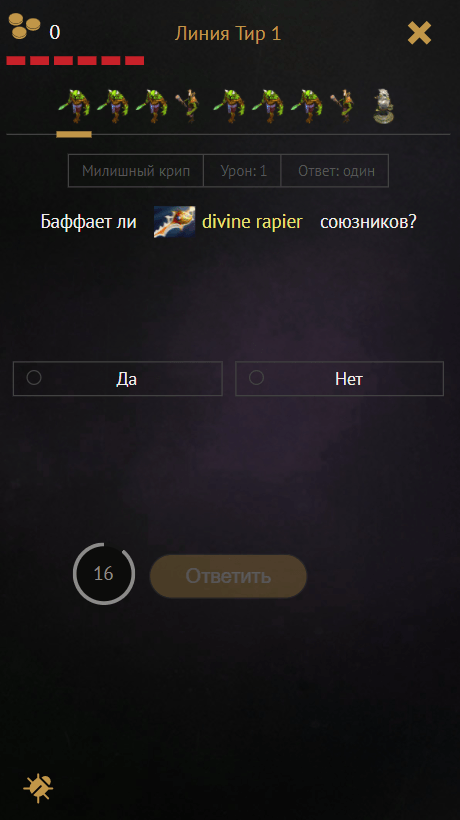 0
Линия Тир 1
Милишный крип
Урон: 1
Ответ: один
Баффает ли divine rapier союзников?
Да
Нет
16
Ответить